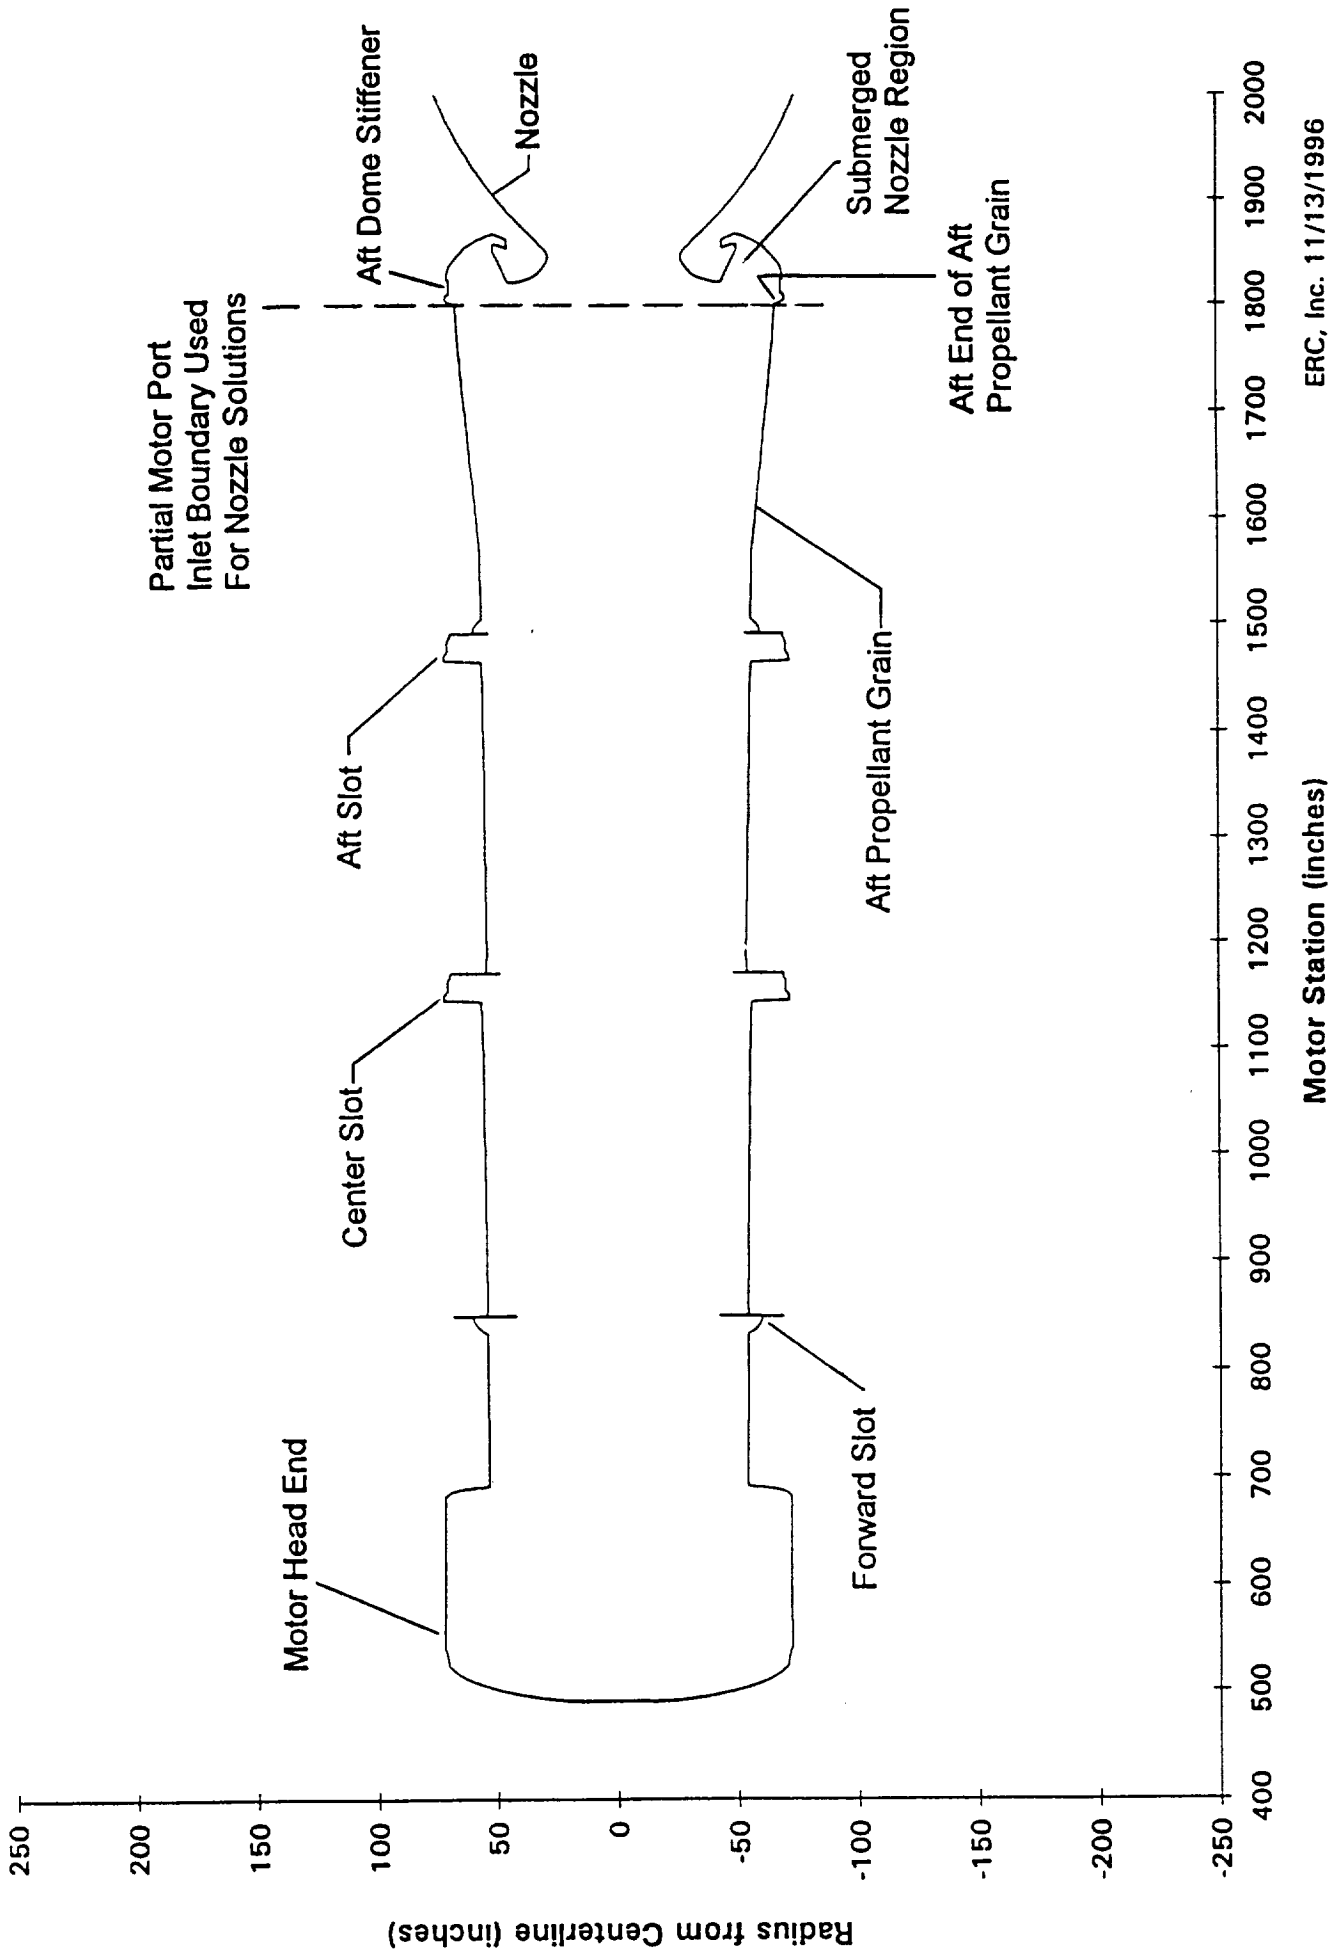 Partial Motor Port
Inlet Boundary Used
For Nozzle Solutions
Motor Head End
Center Slot
Aft Slot
Aft Dome Stiffener
Nozzle
Forward Slot
Aft Propellant Grain
Aft End of Aft
Propellant Grain
Submerged
Nozzle Region
Radius from Centerline (inches)
250
200
150
100
50
0
-50
-100
-150
-200
-250
400 500 600 700 800 900 1000 1100 1200 1300 1400 1500 1600 1700 1800 1900 2000
Motor Station (inches)
ERC, Inc. 11/13/1996